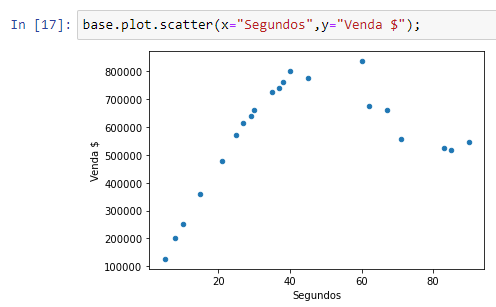 In [17]: base.plot.scatter(x="Segundos",y="Venda $");
800000
700000
600000
500000
400000
300000
200000
100000
Venda $
20 40 60 80
Segundos